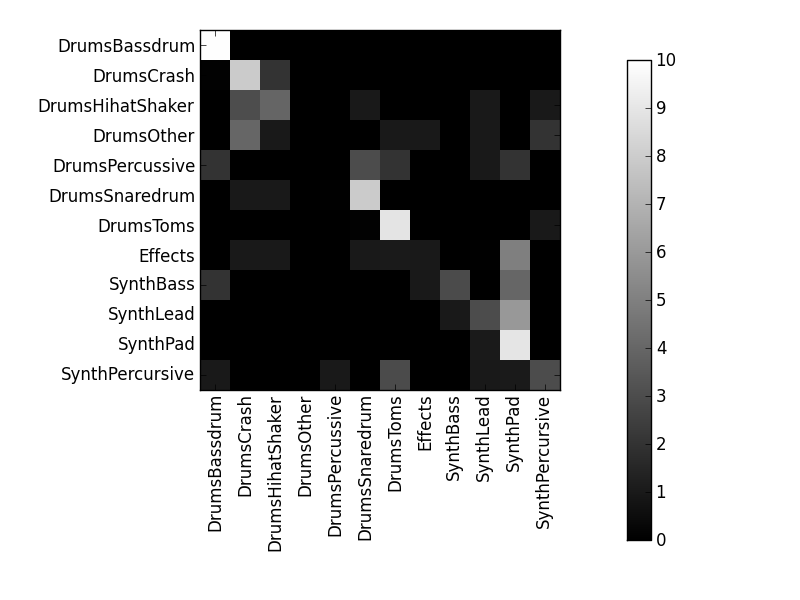 DrumsBassdrum
DrumsCrash
DrumsHihatShaker
DrumsOther
DrumsPercussive
DrumsSnaredrum
DrumsToms
Effects
SynthBass
SynthLead
SynthPad
SynthPercursive
DrumsBassdrum
DrumsCrash
DrumsHihatShaker
DrumsOther
DrumsPercussive
DrumsSnaredrum
DrumsToms
Effects
SynthBass
SynthLead
SynthPad
SynthPercursive
10
9
8
7
6
5
4
3
2
1
0